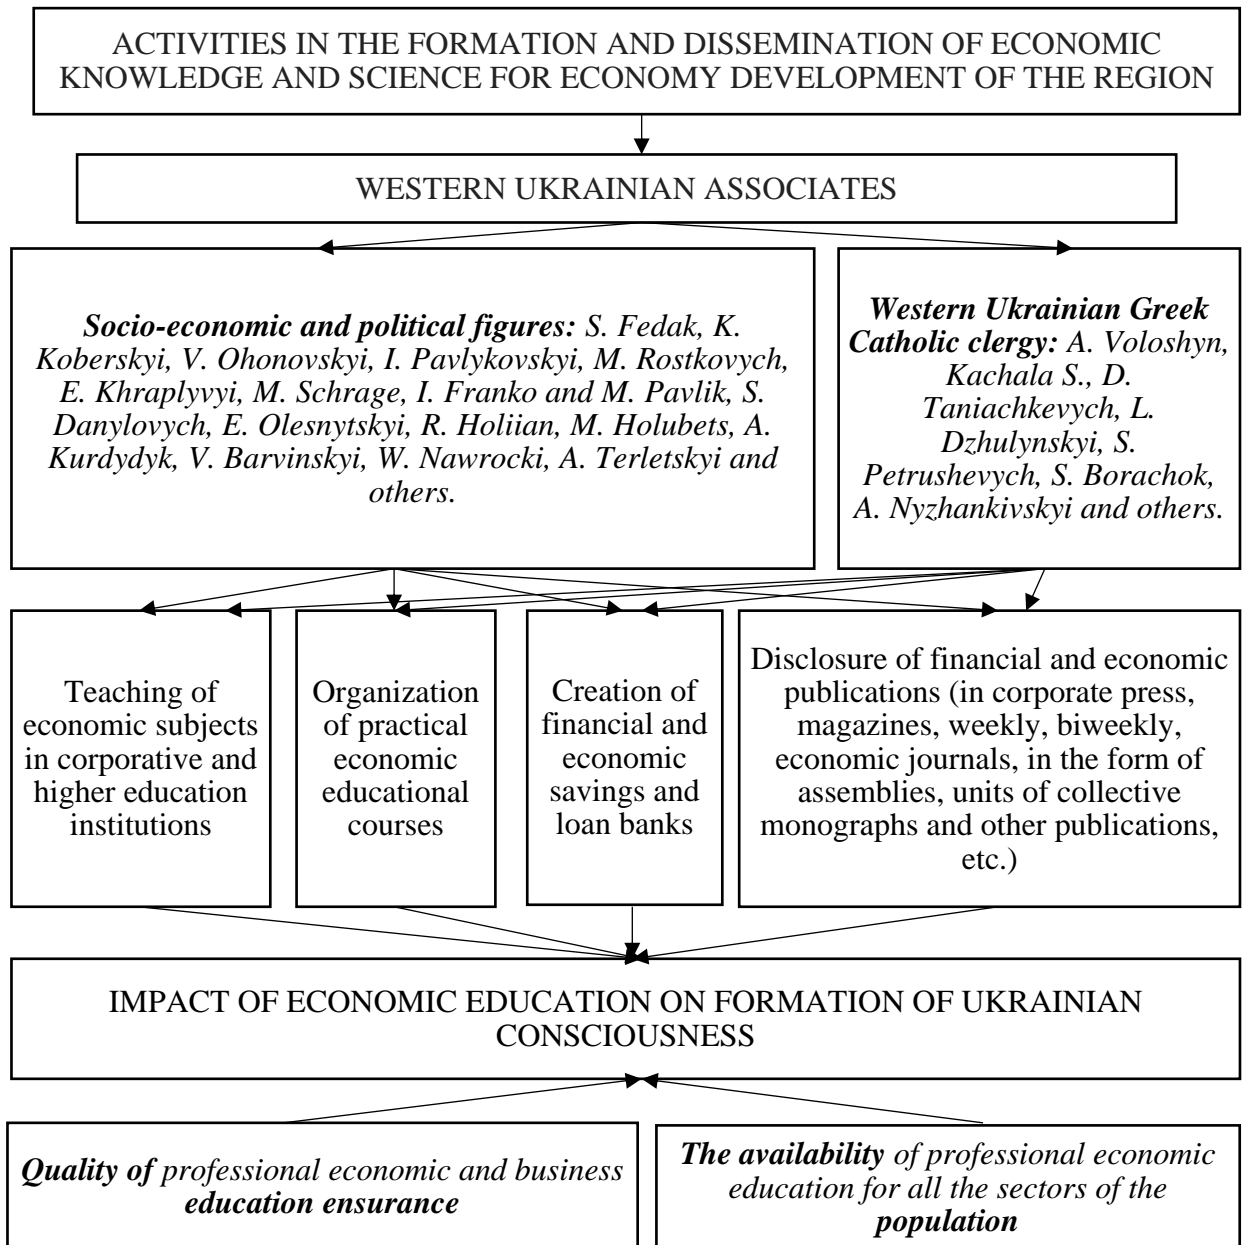 ACTIVITIES IN THE FORMATION AND DISSEMINATION OF ECONOMIC
KNOWLEDGE AND SCIENCE FOR ECONOMY DEVELOPMENT OF THE REGION
WESTERN UKRAINIAN ASSOCIATES
Socio-economic and political figures: S. Fedak, K.
Koberskyi, V. Ohonovskyi, I. Pavlykovskyi, M. Rostkovych,
E. Khraplyvyi, M. Schrage, I. Franko and M. Pavlik, S.
Danylovych, E. Olesnytskyi, R. Holiian, M. Holubets, A.
Kurdydyk, V. Barvinskyi, W. Nawrocki, A. Terletskyi and
others.
Western Ukrainian Greek
Catholic clergy: A. Voloshyn,
Kachala S., D.
Taniachkevych, L.
Dzhulynskyi, S.
Petrushevych, S. Borachok,
A. Nyzhankivskyi and others.
Teaching of
economic subjects
in corporative and
higher education
institutions
Organization
of practical
economic
educational
courses
Creation of
financial and
economic
savings and
loan banks
Disclosure of financial and economic
publications (in corporate press,
magazines, weekly, biweekly,
economic journals, in the form of
assemblies, units of collective
monographs and other publications,
etc.)
IMPACT OF ECONOMIC EDUCATION ON FORMATION OF UKRAINIAN
CONSCIOUSNESS
Quality of professional economic and business
education ensurance
The availability of professional economic
education for all the sectors of the
population